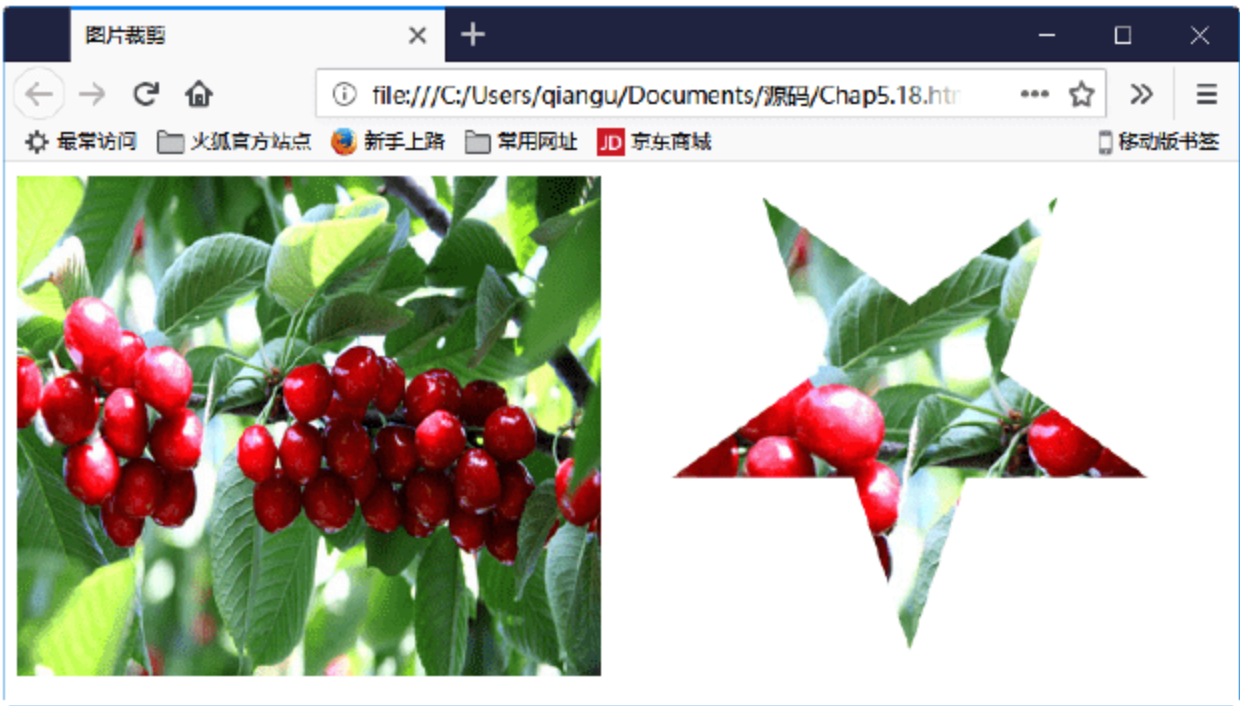 图片裁剪
file:///C:/Users/qiangu/Documents/源码/Chap5.18.htm
最常访问 火狐官方站点 新手上路 常用网址 JD 京东商城 移动版书签